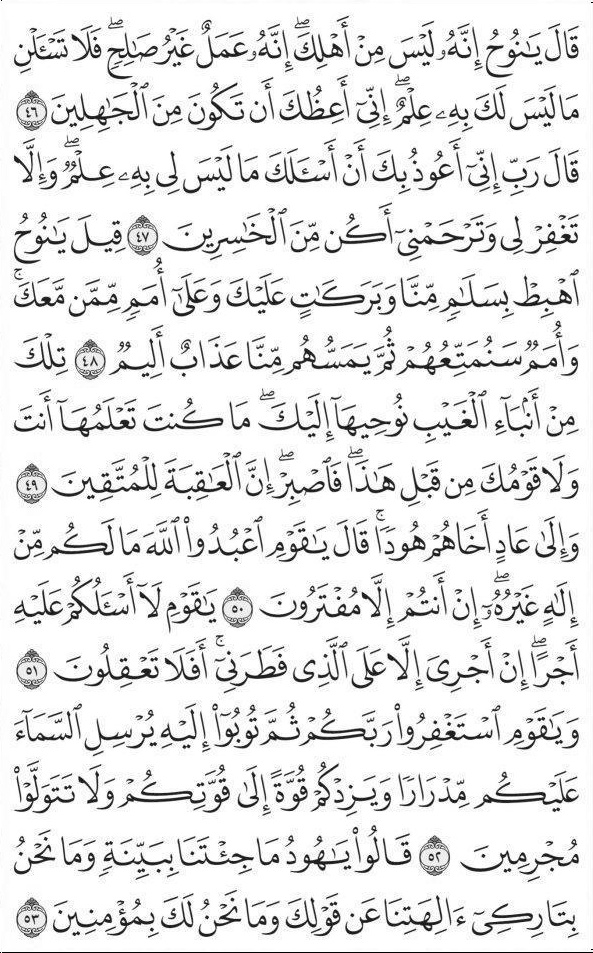 قَالَ يَٰنُوحُ إِنَّهُۥ لَيْسَ مِنْ أَهْلِكَۖ إِنَّهُۥ عَمَلٌ غَيْرُ صَٰلِحٍۖ فَلَا تَسْـَٔلْنِ
مَا لَيْسَ لَكَ بِهِۦ عِلْمٌۖ إِنِّىٓ أَعِظُكَ أَن تَكُونَ مِنَ ٱلْجَٰهِلِينَ ٤٦
قَالَ رَبِّ إِنِّىٓ أَعُوذُ بِكَ أَنْ أَسْـَٔلَكَ مَا لَيْسَ لِى بِهِۦ عِلْمٌۖ وَإِلَّا
تَغْفِرْ لِى وَتَرْحَمْنِىٓ أَكُن مِّنَ ٱلْخَٰسِرِينَ ٤٧ قِيلَ يَٰنُوحُ
ٱهْبِطْ بِسَلَٰمٍ مِّنَّا وَبَرَكَٰتٍ عَلَيْكَ وَعَلَىٰٓ أُمَمٍ مِّمَّن مَّعَكَۚ
وَأُمَمٌ سَنُمَتِّعُهُمْ ثُمَّ يَمَسُّهُم مِّنَّا عَذَابٌ أَلِيمٌ ٤٨ تِلْكَ
مِنْ أَنۢبَآءِ ٱلْغَيْبِ نُوحِيهَآ إِلَيْكَۖ مَا كُنتَ تَعْلَمُهَآ أَنتَ
وَلَا قَوْمُكَ مِن قَبْلِ هَٰذَاۖ فَٱصْبِرْۖ إِنَّ ٱلْعَٰقِبَةَ لِلْمُتَّقِينَ ٤٩
وَإِلَىٰ عَادٍ أَخَاهُمْ هُودًاۚ قَالَ يَٰقَوْمِ ٱعْبُدُوا۟ ٱللَّهَ مَا لَكُم مِّنْ
إِلَٰهٍ غَيْرُهُۥٓۖ إِنْ أَنتُمْ إِلَّا مُفْتَرُونَ ٥٠ يَٰقَوْمِ لَآ أَسْـَٔلُكُمْ عَلَيْهِ
أَجْرًاۖ إِنْ أَجْرِىَ إِلَّا عَلَى ٱلَّذِى فَطَرَنِىٓۚ أَفَلَا تَعْقِلُونَ ٥١
وَيَٰقَوْمِ ٱسْتَغْفِرُوا۟ رَبَّكُمْ ثُمَّ تُوبُوٓا۟ إِلَيْهِ يُرْسِلِ ٱلسَّمَآءَ
عَلَيْكُم مِّدْرَارًا وَيَزِدْكُمْ قُوَّةً إِلَىٰ قُوَّتِكُمْ وَلَا تَتَوَلَّوْا۟
مُجْرِمِينَ ٥٢ قَالُوا۟ يَٰهُودُ مَا جِئْتَنَا بِبَيِّنَةٍ وَمَا نَحْنُ
بِتَارِكِىٓ ءَالِهَتِنَا عَن قَوْلِكَ وَمَا نَحْنُ لَكَ بِمُؤْمِنِينَ ٥٣